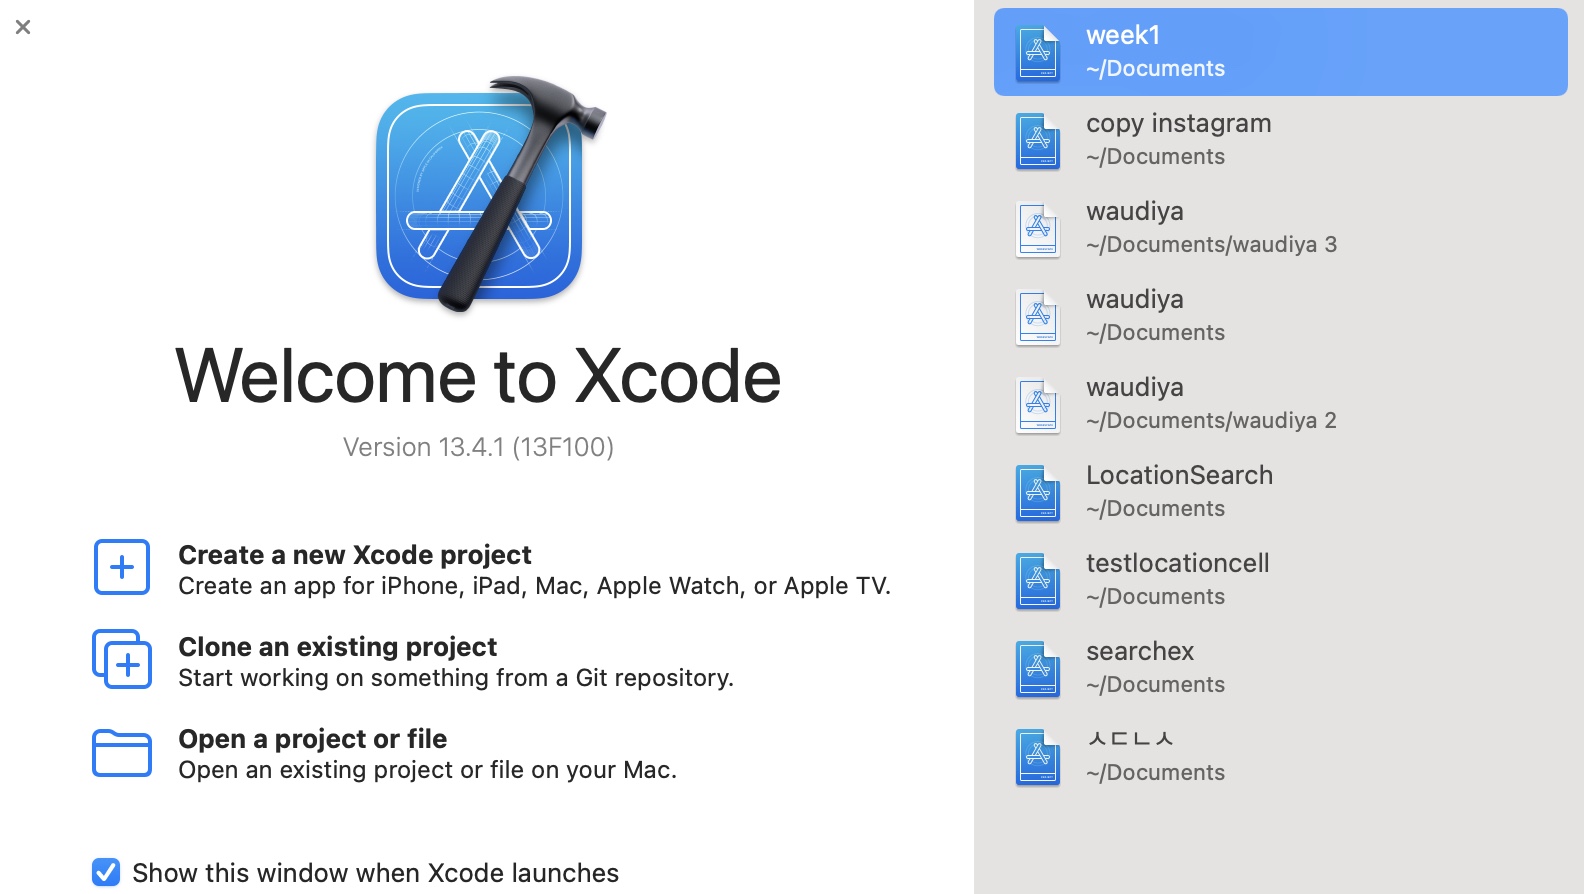 Welcome to Xcode
Version 13.4.1 (13F100)
Create a new Xcode project
Create an app for iPhone, iPad, Mac, Apple Watch, or Apple TV.
Clone an existing project
Start working on something from a Git repository.
Open a project or file
Open an existing project or file on your Mac.
Show this window when Xcode launches
week1
~/Documents
copy instagram
~/Documents
waudiya
~/Documents/waudiya 3
waudiya
~/Documents
waudiya
~/Documents/waudiya 2
LocationSearch
~/Documents
testlocationcell
~/Documents
searchex
~/Documents
ㅅㄷㄴㅅ
~/Documents